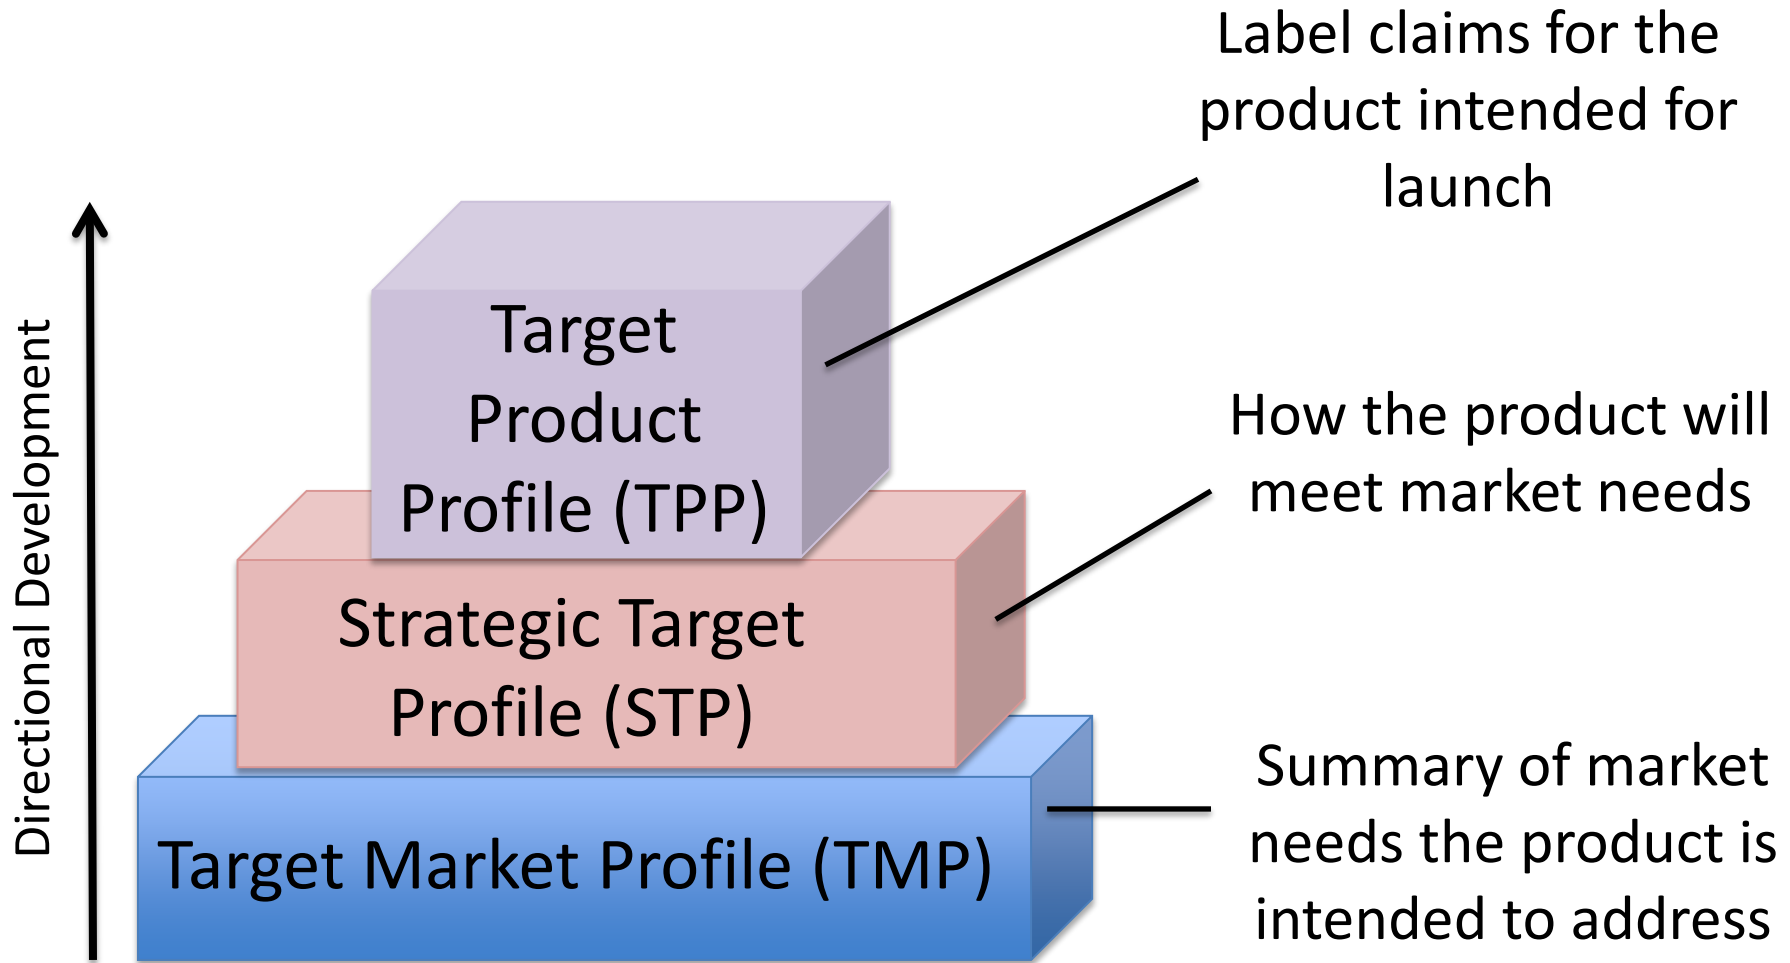 Label claims for the
product intended for
launch
Target
Product
Profile (TPP)
How the product will
meet market needs
Strategic Target
Profile (STP)
Summary of market
needs the product is
intended to address
Target Market Profile (TMP)
Directional Development